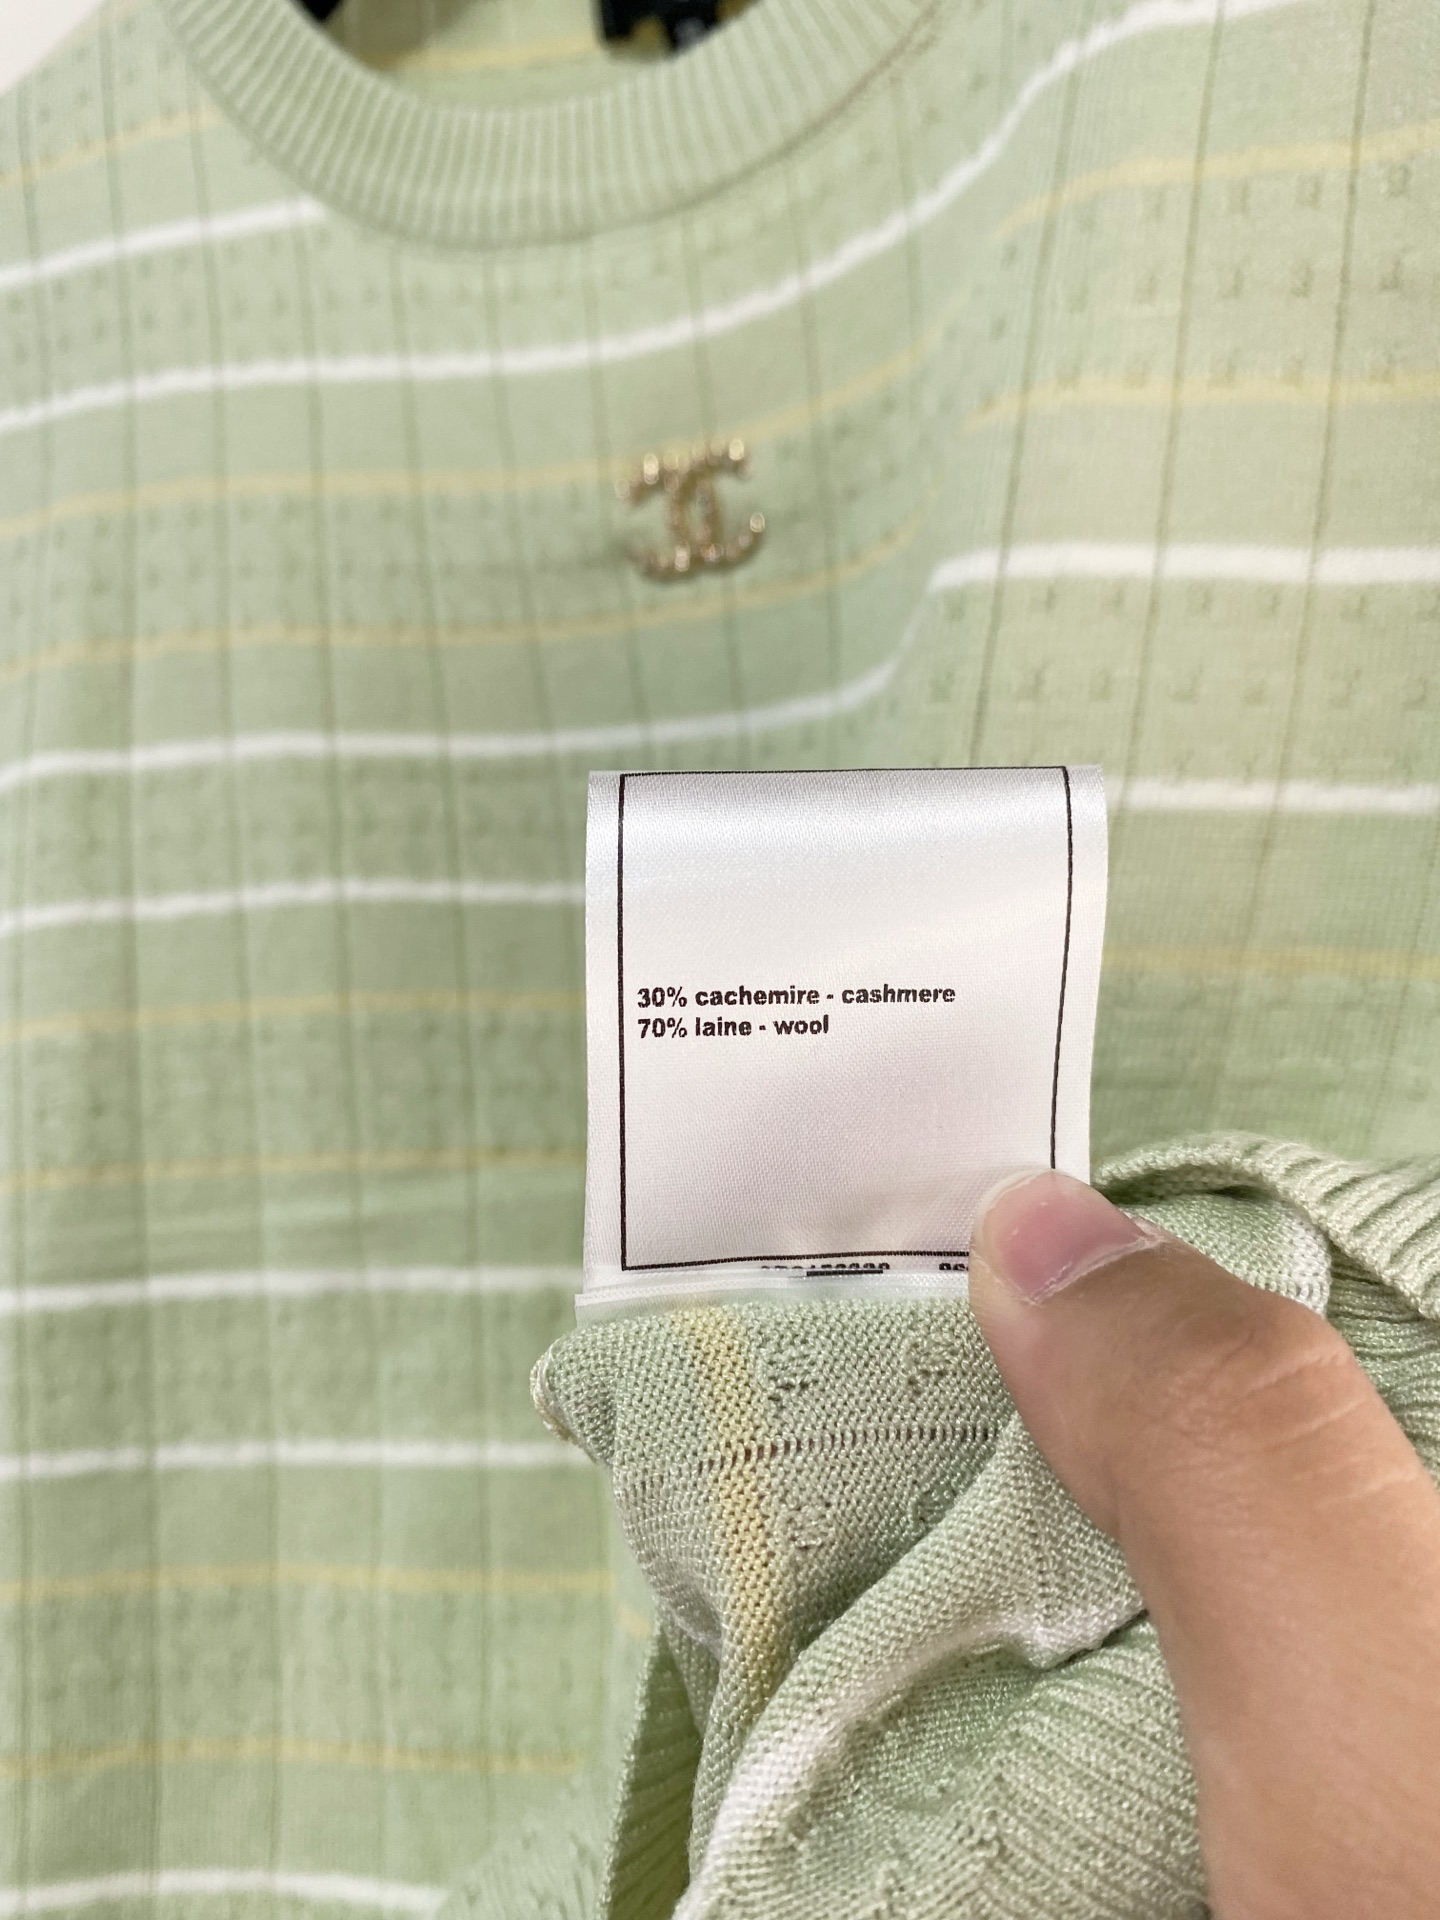 30% cachemire - cashmere
70% laine - wool